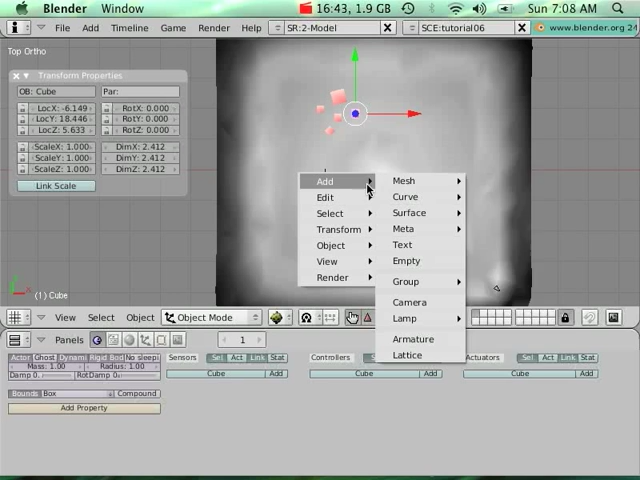 Blender Window 16:43, 1.9 GB Sun 7:08 AM
File Add Timeline Game Render Help SR:2-Model SCE:tutorial06 www.blender.org 24
Top Ortho
Transform Properties
OB: Cube Par:
LocX: -6.149 RotX: 0.000
LocY: 18.446 RotY: 0.000
LocZ: 5.633 RotZ: 0.000
ScaleX: 1.000 DimX: 2.412
ScaleY: 1.000 DimY: 2.412
ScaleZ: 1.000 DimZ: 2.412
Link Scale
Add
Edit
Select
Transform
Object
View
Render
Mesh
Curve
Surface
Meta
Text
Empty
Group
Camera
Lamp
Armature
Lattice
(1) Cube
View Select Object Object Mode
Panels 1
Actor Ghost Dynami Rigid Bod No sleepi Sensors Sel Act Link Stat Controllers Actuators Sel Act Link Stat
Mass: 1.00 Radius: 1.00 Cube Add Cube Add Cube Add
Damp 0. RotDamp 0.
Bounds Box Compound
Add Property